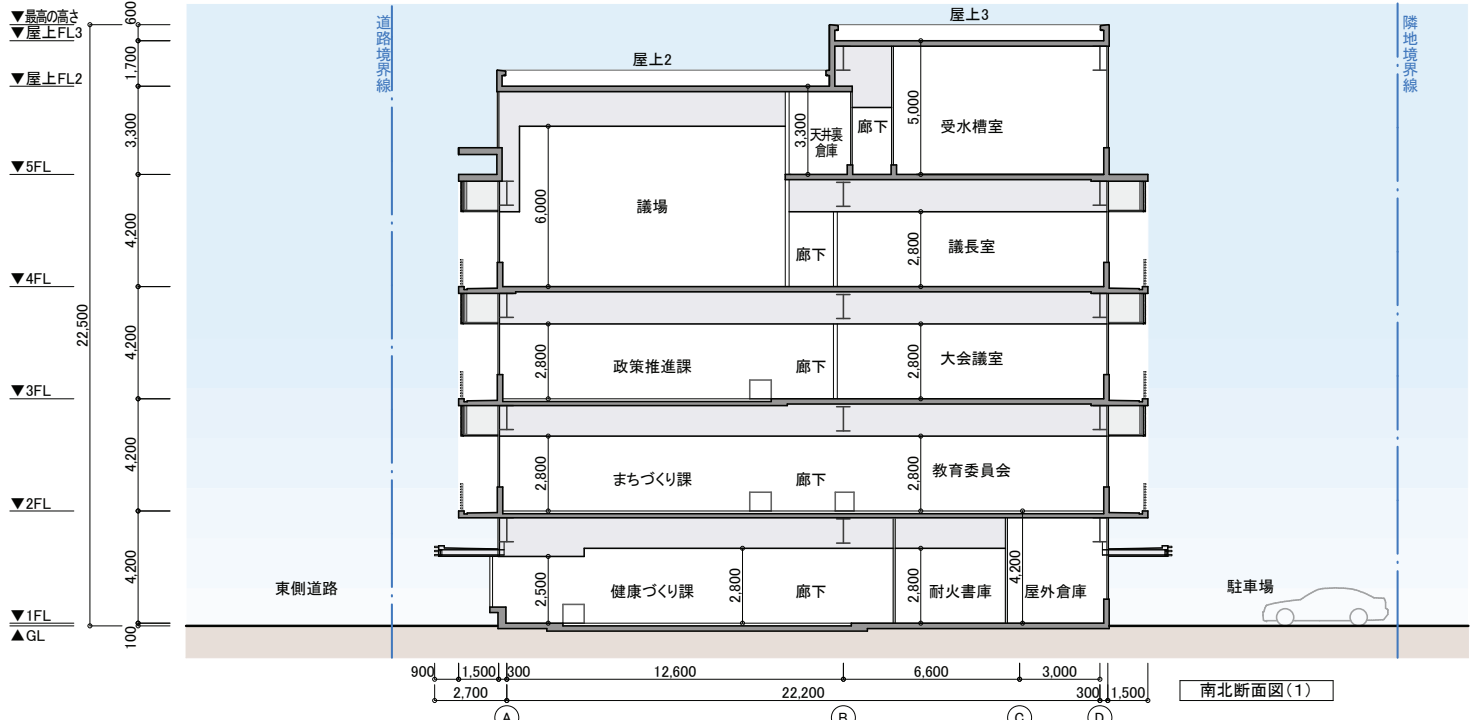 ▼最高の高さ
▼屋上FL3
▼屋上FL2
▼5FL
▼4FL
▼3FL
▼2FL
▼1FL
▲GL
22,500
600
1,700
3,300
4,200
4,200
4,200
4,200
100
道路境界線
隣地境界線
屋上3
屋上2
3,300
天井裏
倉庫
廊下
5,000
受水槽室
6,000
議場
廊下
2,800
議長室
2,800
政策推進課
廊下
2,800
大会議室
2,800
まちづくり課
廊下
2,800
教育委員会
東側道路
2,500
健康づくり課
2,800
廊下
2,800
耐火書庫
4,200
屋外倉庫
駐車場
900
1,500
300
12,600
6,600
3,000
2,700
22,200
300
1,500
A
B
C
D
南北断面図(1)